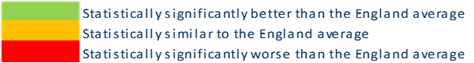 Statistically significantly better than the England average
Statistically similar to the England average
Statistically significantly worse than the England average